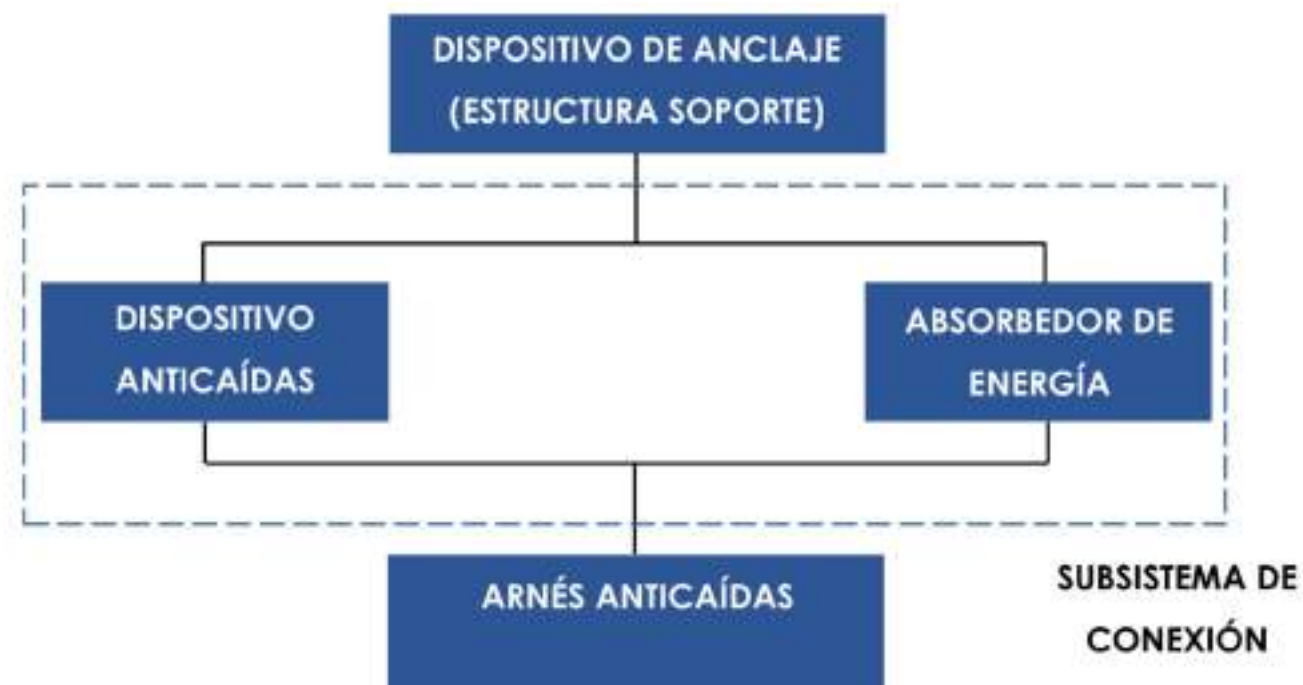 DISPOSITIVO DE ANCLAJE
(ESTRUCTURA SOPORTE)
DISPOSITIVO
ANTICAÍDAS
ABSORBEDOR DE
ENERGÍA
ARNÉS ANTICAÍDAS
SUBSISTEMA DE
CONEXIÓN